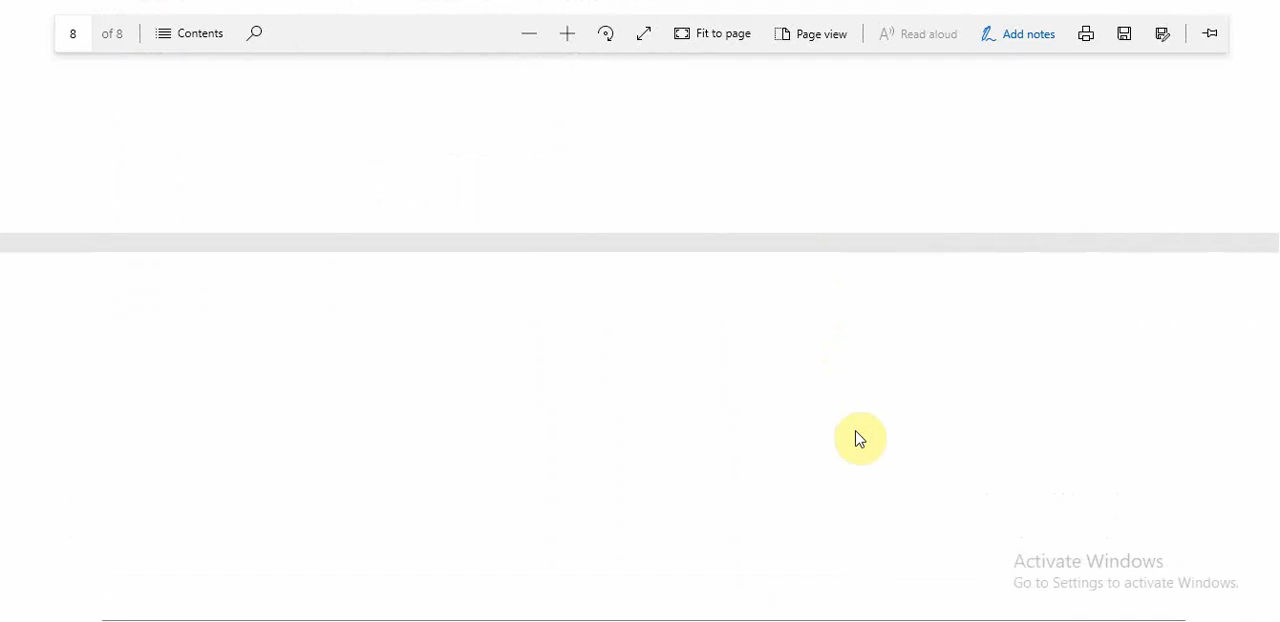 8 of 8 Contents Fit to page Page view Read aloud Add notes
Activate Windows
Go to Settings to activate Windows.